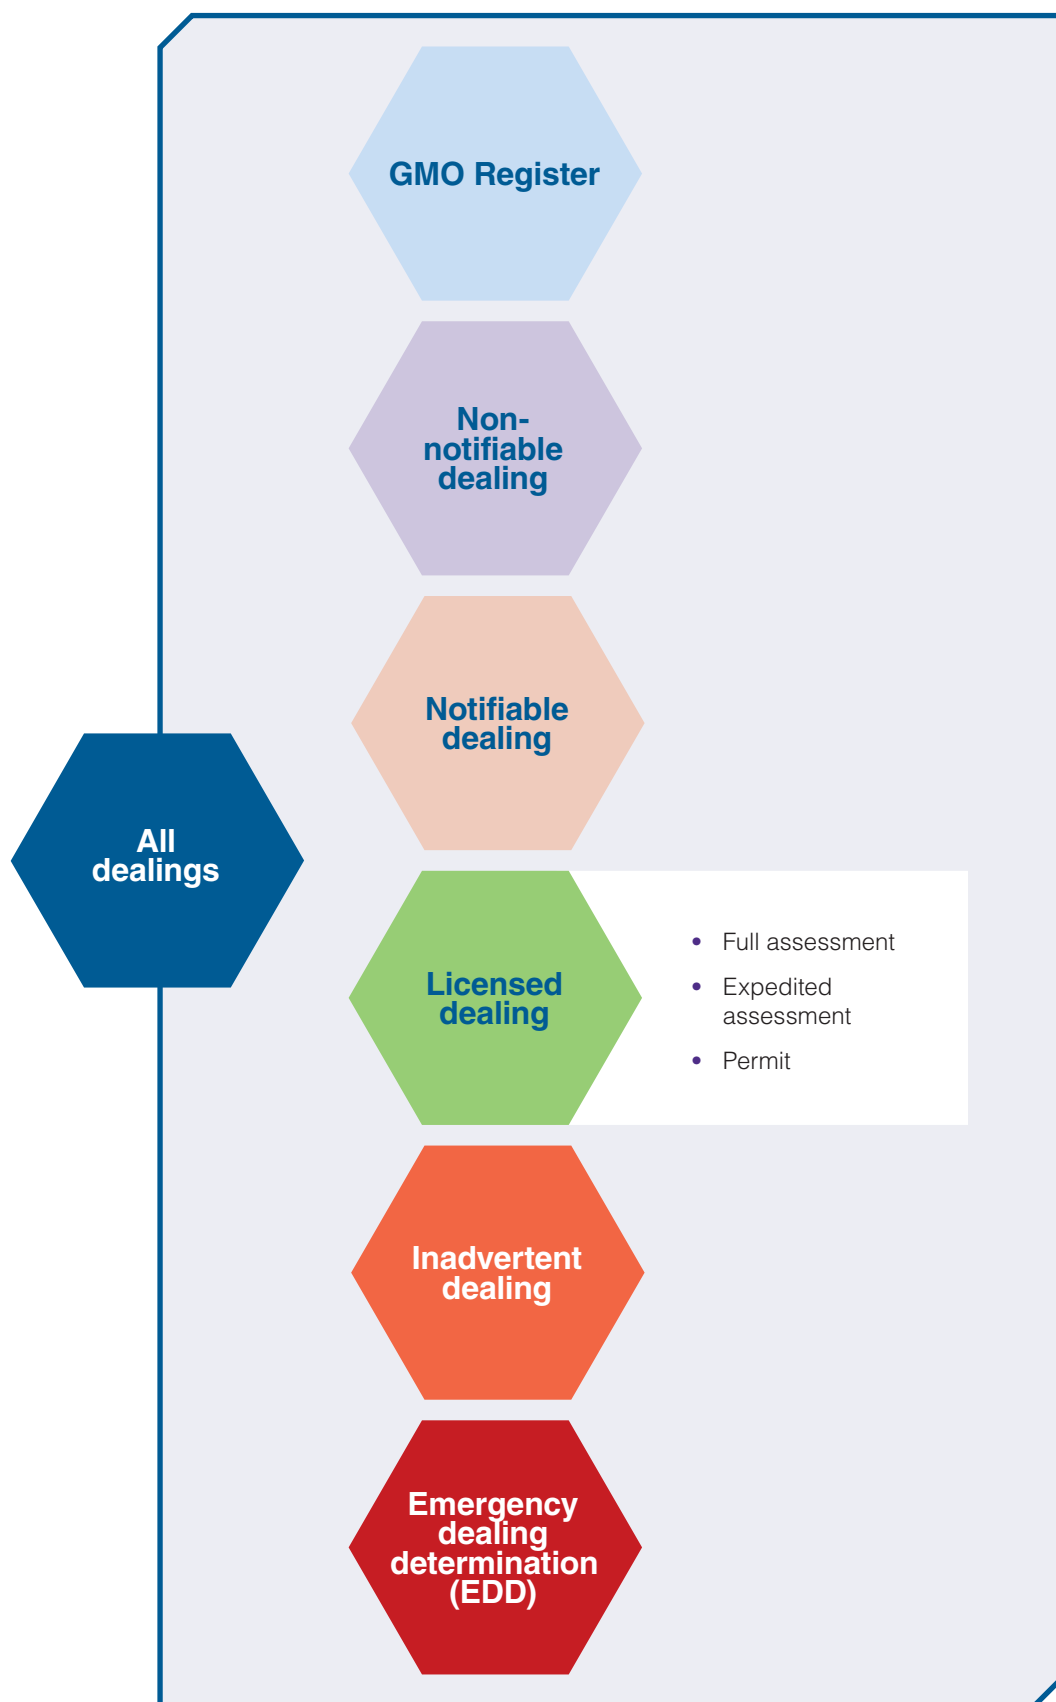 GMO Register
Non-
notifiable
dealing
Notifiable
dealing
All
dealings
Licensed
dealing
• Full assessment
• Expedited
assessment
• Permit
Inadvertent
dealing
Emergency
dealing
determination
(EDD)